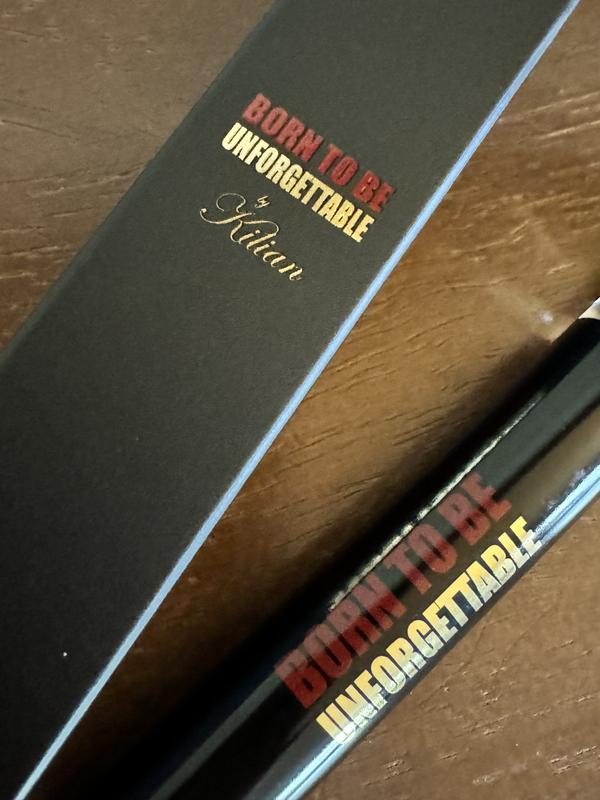 BORN TO BE
UNFORGETTABLE
by
Kilian
BORN TO BE
UNFORGETTABLE